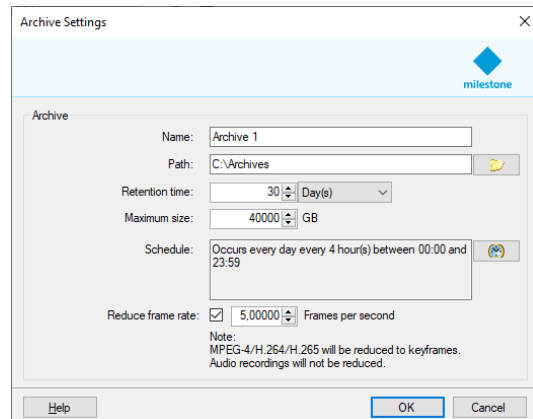 Archive Settings
milestone
Archive
Name: Archive 1
Path: C:\Archives
Retention time: 30 Day(s)
Maximum size: 40000 GB
Schedule: Occurs every day every 4 hour(s) between 00:00 and
23:59
Reduce frame rate: 5,00000 Frames per second
Note:
MPEG-4/H.264/H.265 will be reduced to keyframes.
Audio recordings will not be reduced.
Help OK Cancel